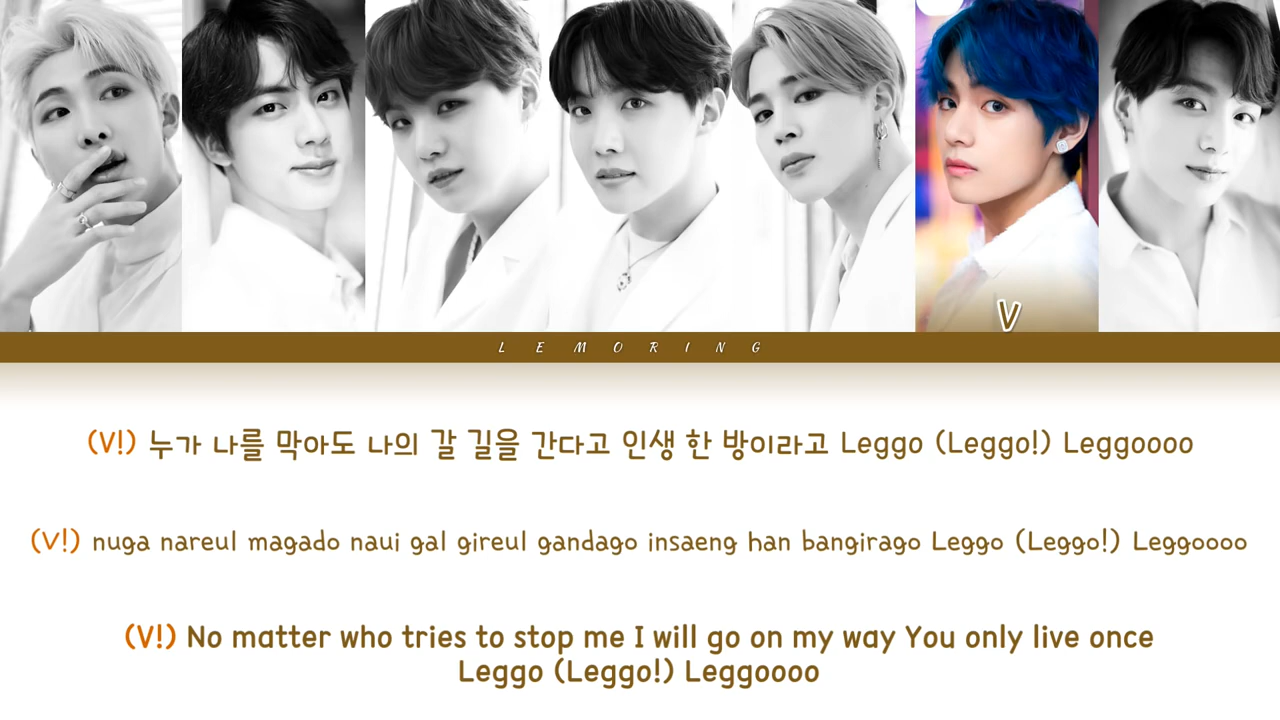 V
LEMORING
(V!) 누가 나를 막아도 나의 갈 길을 간다고 인생 한 방이라고 Leggo (Leggo!) Leggoooo
(V!) nuga nareul magado naui gal gireul gandago insaeng han bangirago Leggo (Leggo!) Leggoooo
(V!) No matter who tries to stop me I will go on my way You only live once
Leggo (Leggo!) Leggoooo